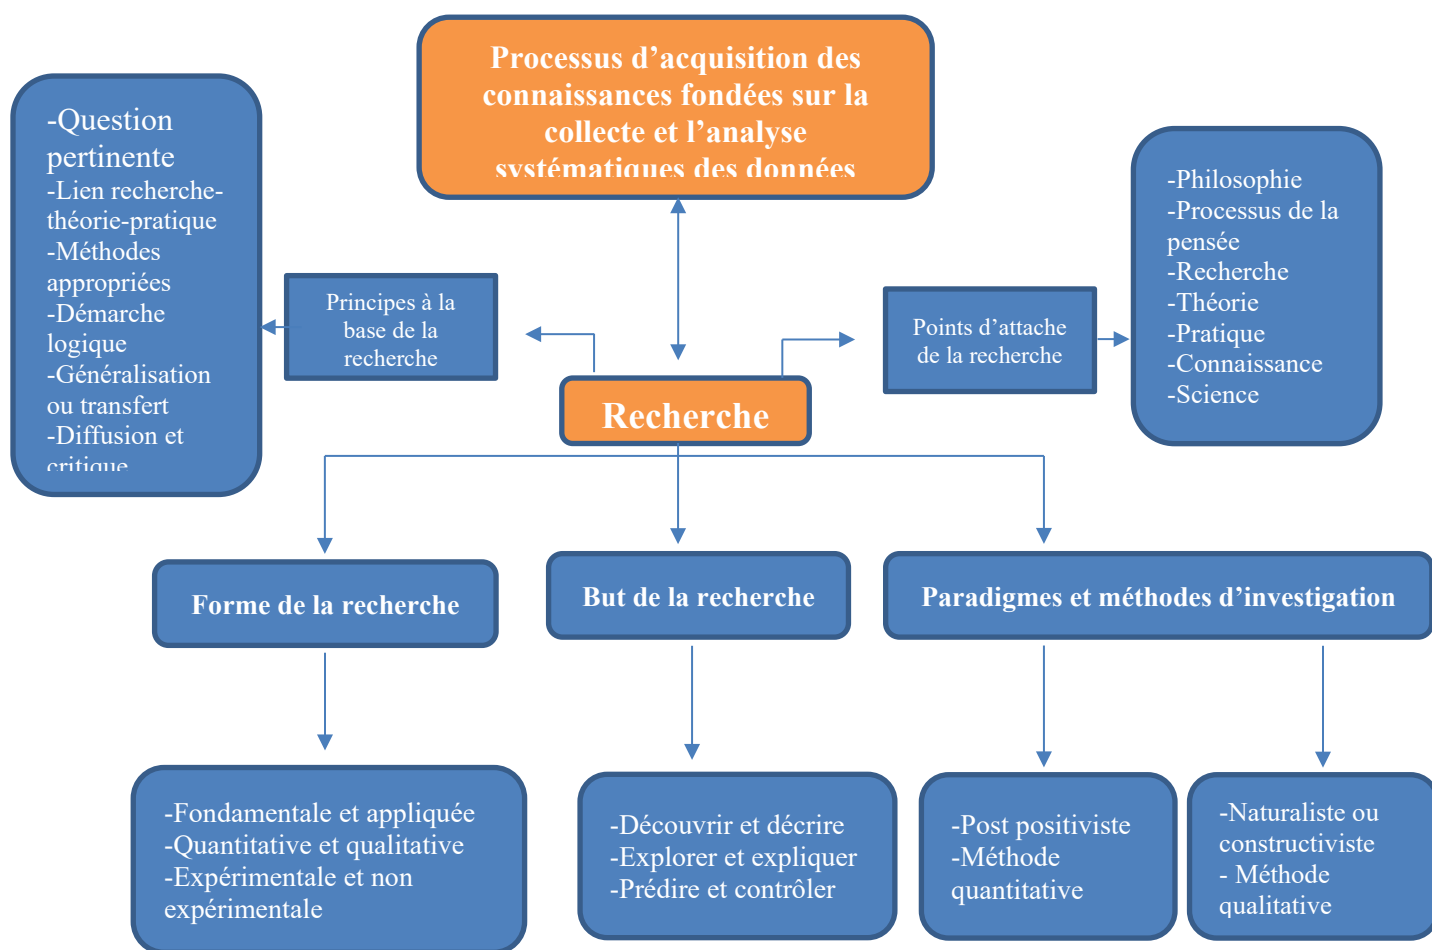 Processus d’acquisition des
connaissances fondées sur la
collecte et l’analyse
systématiques des données
-Question
pertinente
-Lien recherche-
théorie-pratique
-Méthodes
appropriées
-Démarche
logique
-Généralisation
ou transfert
-Diffusion et
critique
Principes à la
base de la
recherche
Points d’attache
de la recherche
-Philosophie
-Processus de la
pensée
-Recherche
-Théorie
-Pratique
-Connaissance
-Science
Recherche
Forme de la recherche
But de la recherche
Paradigmes et méthodes d’investigation
-Fondamentale et appliquée
-Quantitative et qualitative
-Expérimentale et non
expérimentale
-Découvrir et décrire
-Explorer et expliquer
-Prédire et contrôler
-Post positiviste
-Méthode
quantitative
-Naturaliste ou
constructiviste
- Méthode
qualitative